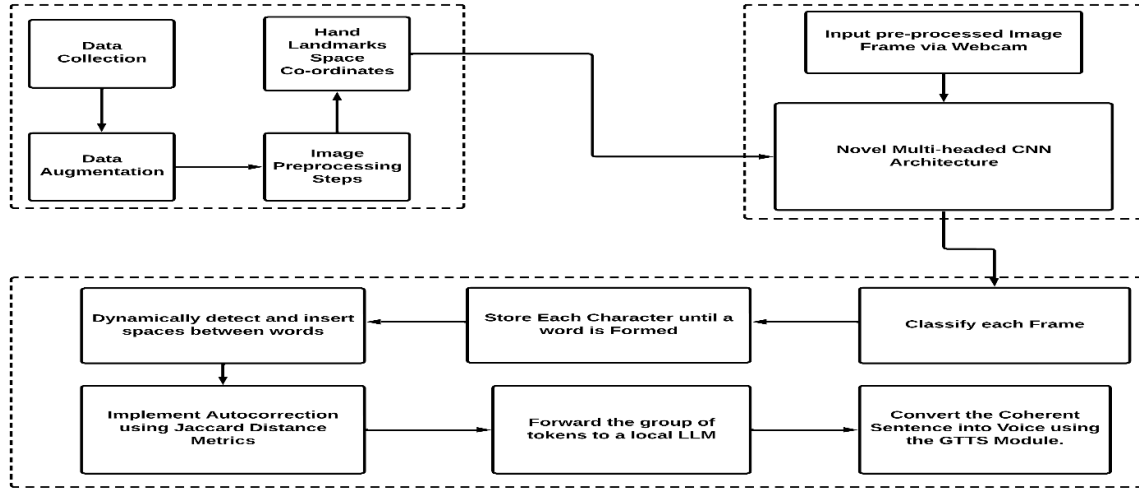 Data
Collection
Data
Augmentation
Image
Preprocessing
Steps
Hand
Landmarks
Space
Co-ordinates
Input pre-processed Image
Frame via Webcam
Novel Multi-headed CNN
Architecture
Classify each Frame
Store Each Character until a
word is Formed
Dynamically detect and insert
spaces between words
Implement Autocorrection
using Jaccard Distance
Metrics
Forward the group of
tokens to a local LLM
Convert the Coherent
Sentence into Voice using
the GTTS Module.